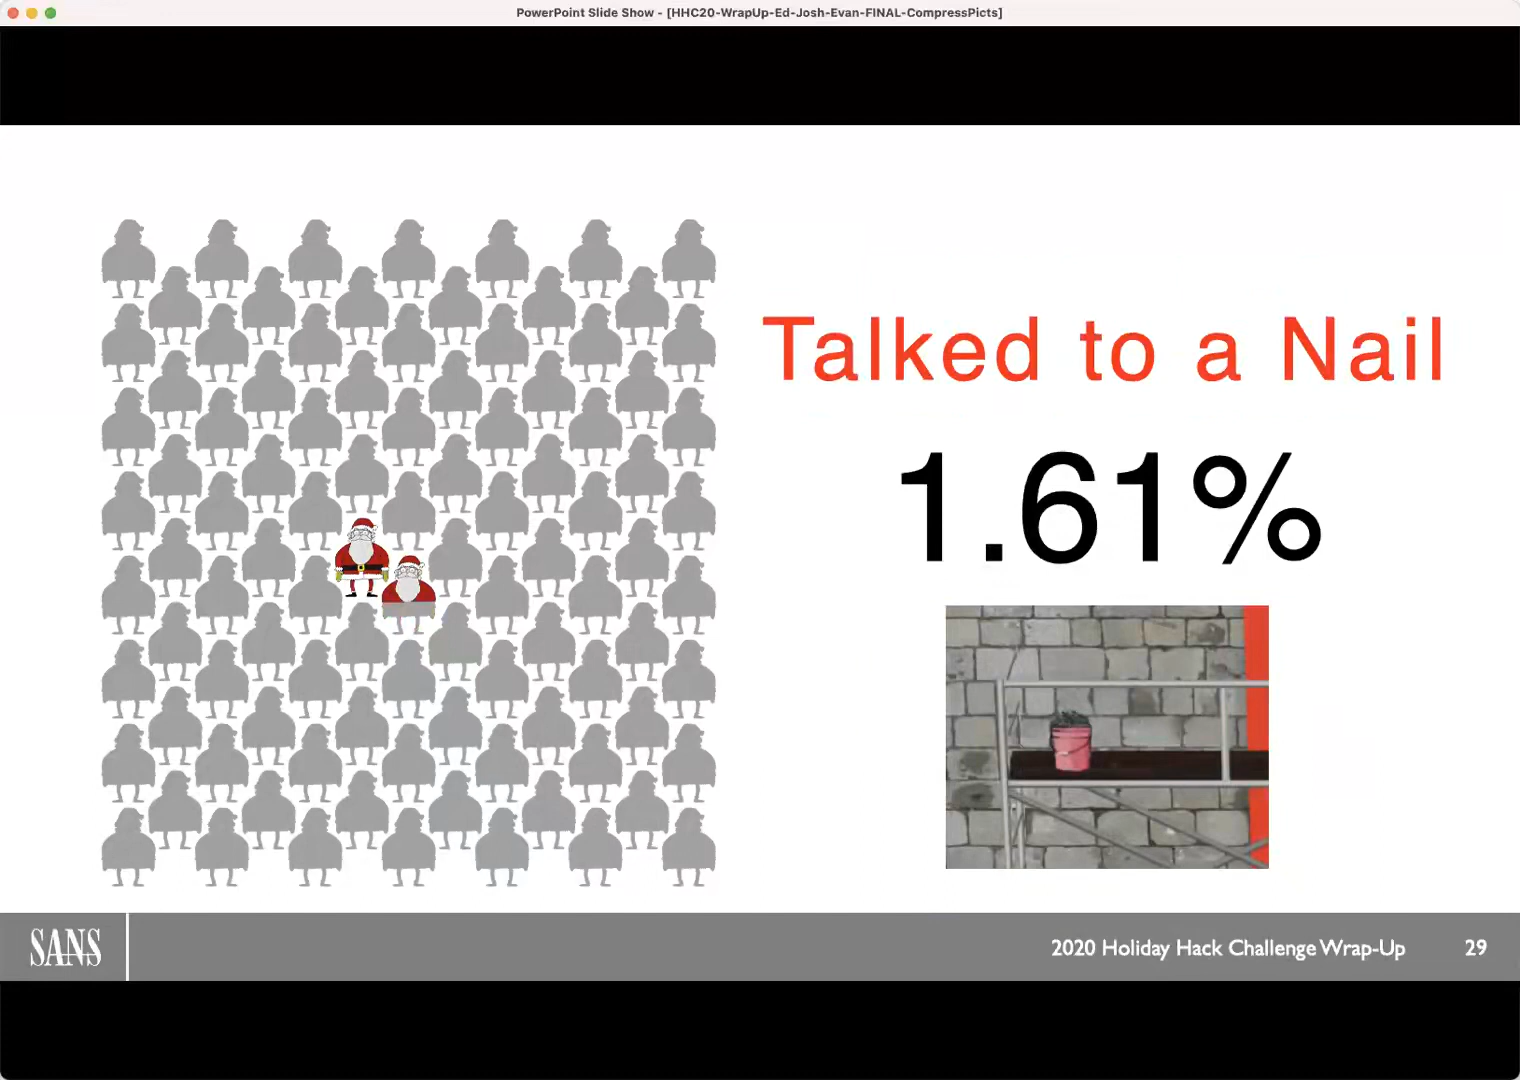 PowerPoint Slide Show - [HHC20-WrapUp-Ed-Josh-Evan-FINAL-CompressPicts]
Talked to a Nail
1.61%
SANS
2020 Holiday Hack Challenge Wrap-Up
29